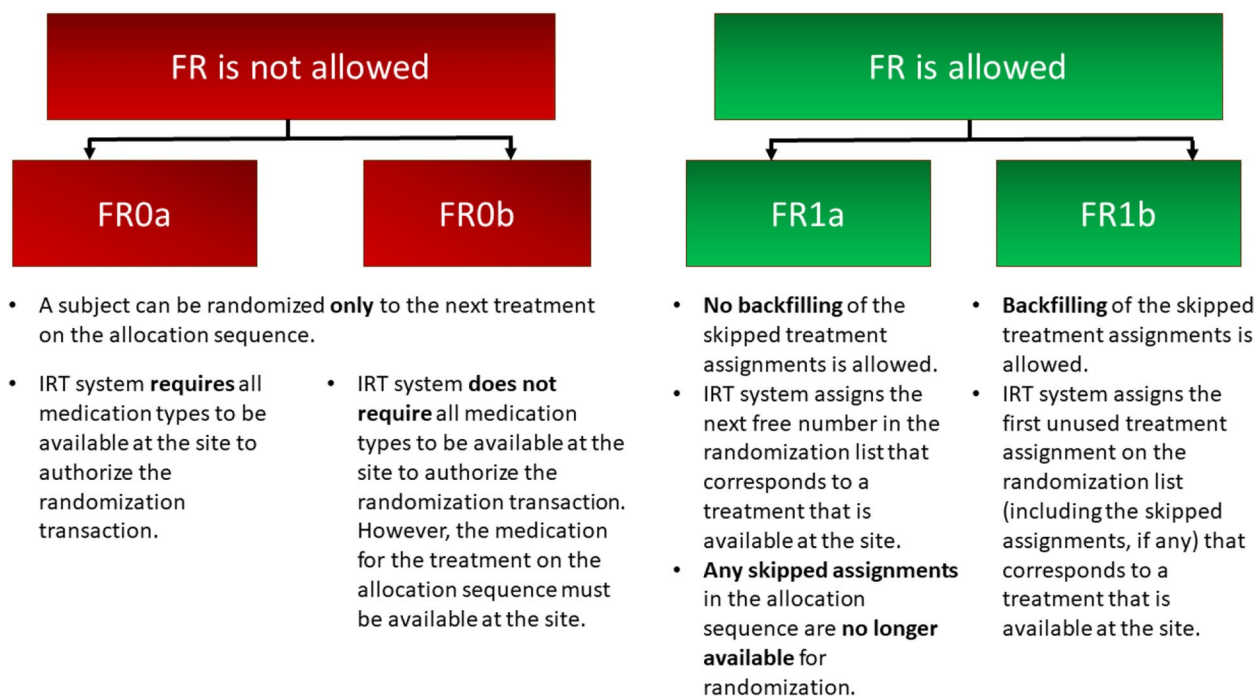 FR is not allowed
FR is allowed
FR0a
FR0b
FR1a
FR1b
• A subject can be randomized only to the next treatment
on the allocation sequence.
• IRT system requires all
medication types to be
available at the site to
authorize the
randomization
transaction.
• IRT system does not
require all medication
types to be available at the
site to authorize the
randomization transaction.
However, the medication
for the treatment on the
allocation sequence must
be available at the site.
• No backfilling of the
skipped treatment
assignments is allowed.
• IRT system assigns the
next free number in the
randomization list that
corresponds to a
treatment that is
available at the site.
• Any skipped assignments
in the allocation
sequence are no longer
available for
randomization.
• Backfilling of the skipped
treatment assignments is
allowed.
• IRT system assigns the
first unused treatment
assignment on the
randomization list
(including the skipped
assignments, if any) that
corresponds to a
treatment that is
available at the site.